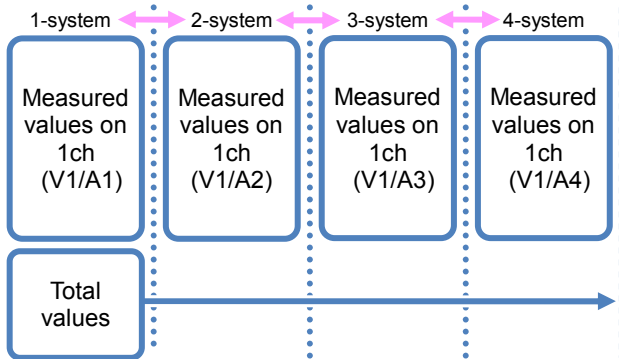 1-system
2-system
3-system
4-system
Measured
values on
1ch
(V1/A1)
Measured
values on
1ch
(V1/A2)
Measured
values on
1ch
(V1/A3)
Measured
values on
1ch
(V1/A4)
Total
values